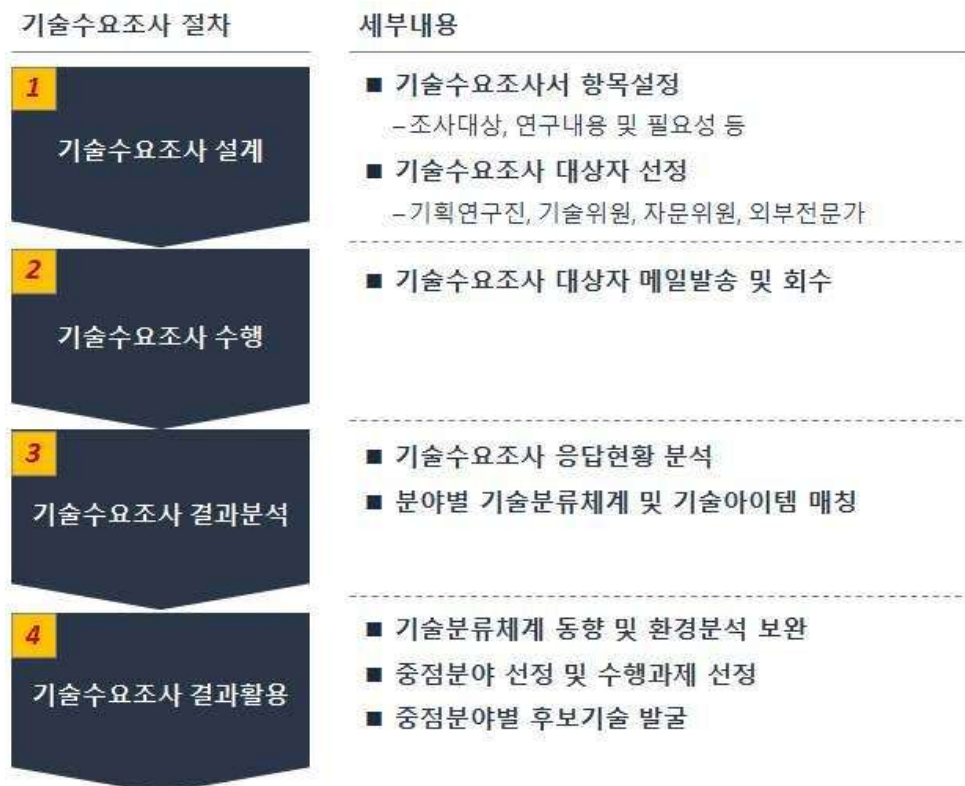 기술수요조사 절차
세부내용
1
기술수요조사 설계
■ 기술수요조사서 항목설정
–조사대상, 연구내용 및 필요성 등
■ 기술수요조사 대상자 선정
–기획연구진, 기술위원, 자문위원, 외부전문가
2
기술수요조사 수행
■ 기술수요조사 대상자 메일발송 및 회수
3
기술수요조사 결과분석
■ 기술수요조사 응답현황 분석
■ 분야별 기술분류체계 및 기술아이템 매칭
4
기술수요조사 결과활용
■ 기술분류체계 동향 및 환경분석 보완
■ 중점분야 선정 및 수행과제 선정
■ 중점분야별 후보기술 발굴